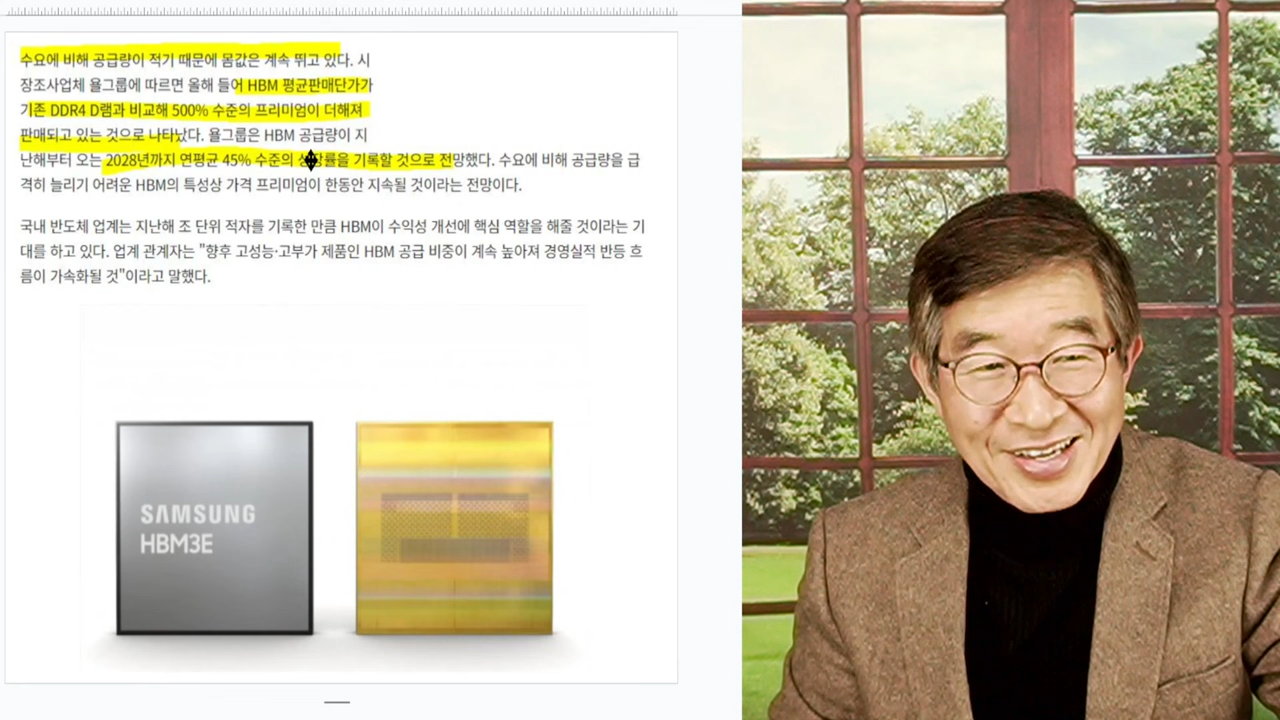 수요에 비해 공급량이 적기 때문에 몸값은 계속 뛰고 있다. 시
장조사업체 욜그룹에 따르면 올해 들어 HBM 평균판매단가가
기존 DDR4 D램과 비교해 500% 수준의 프리미엄이 더해져
판매되고 있는 것으로 나타났다. 욜그룹은 HBM 공급량이 지
난해부터 오는 2028년까지 연평균 45% 수준의 성장률을 기록할 것으로 전망했다. 수요에 비해 공급량을 급
격히 늘리기 어려운 HBM의 특성상 가격 프리미엄이 한동안 지속될 것이라는 전망이다.
국내 반도체 업계는 지난해 조 단위 적자를 기록한 만큼 HBM이 수익성 개선에 핵심 역할을 해줄 것이라는 기
대를 하고 있다. 업계 관계자는 "향후 고성능·고부가 제품인 HBM 공급 비중이 계속 높아져 경영실적 반등 흐
름이 가속화될 것"이라고 말했다.
SAMSUNG
HBM3E